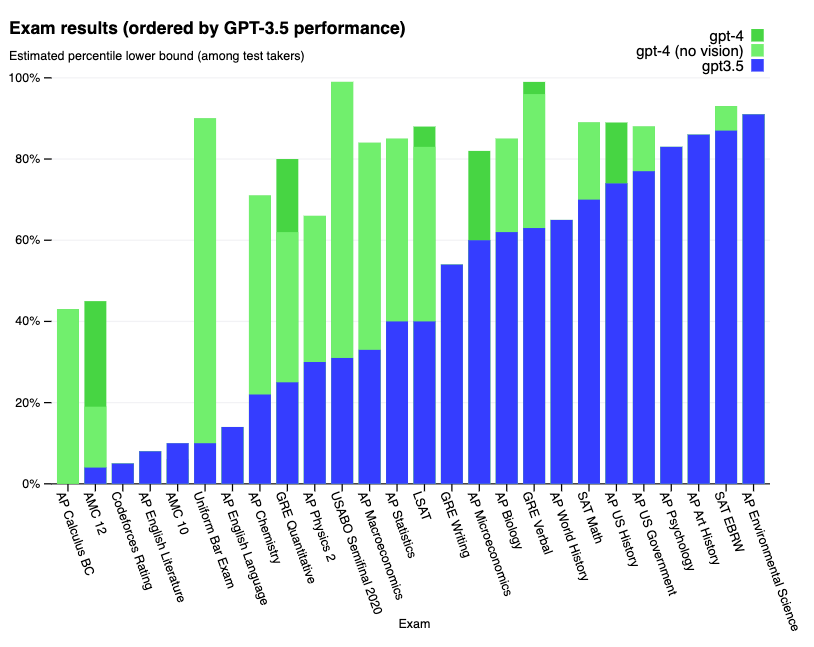 Exam results (ordered by GPT-3.5 performance)
Estimated percentile lower bound (among test takers)
gpt-4
gpt-4 (no vision)
gpt3.5
100%
80%
60%
40%
20%
0%
AP Calculus BC
AMC 12
Codeforces Rating
AP English Literature
AMC 10
Uniform Bar Exam
AP English Language
AP Chemistry
GRE Quantitative
AP Physics 2
USABO Semifinal 2020
AP Macroeconomics
AP Statistics
LSAT
GRE Writing
AP Microeconomics
AP Biology
GRE Verbal
AP World History
SAT Math
AP US History
AP US Government
AP Psychology
AP Art History
SAT EBRW
AP Environmental Science
Exam